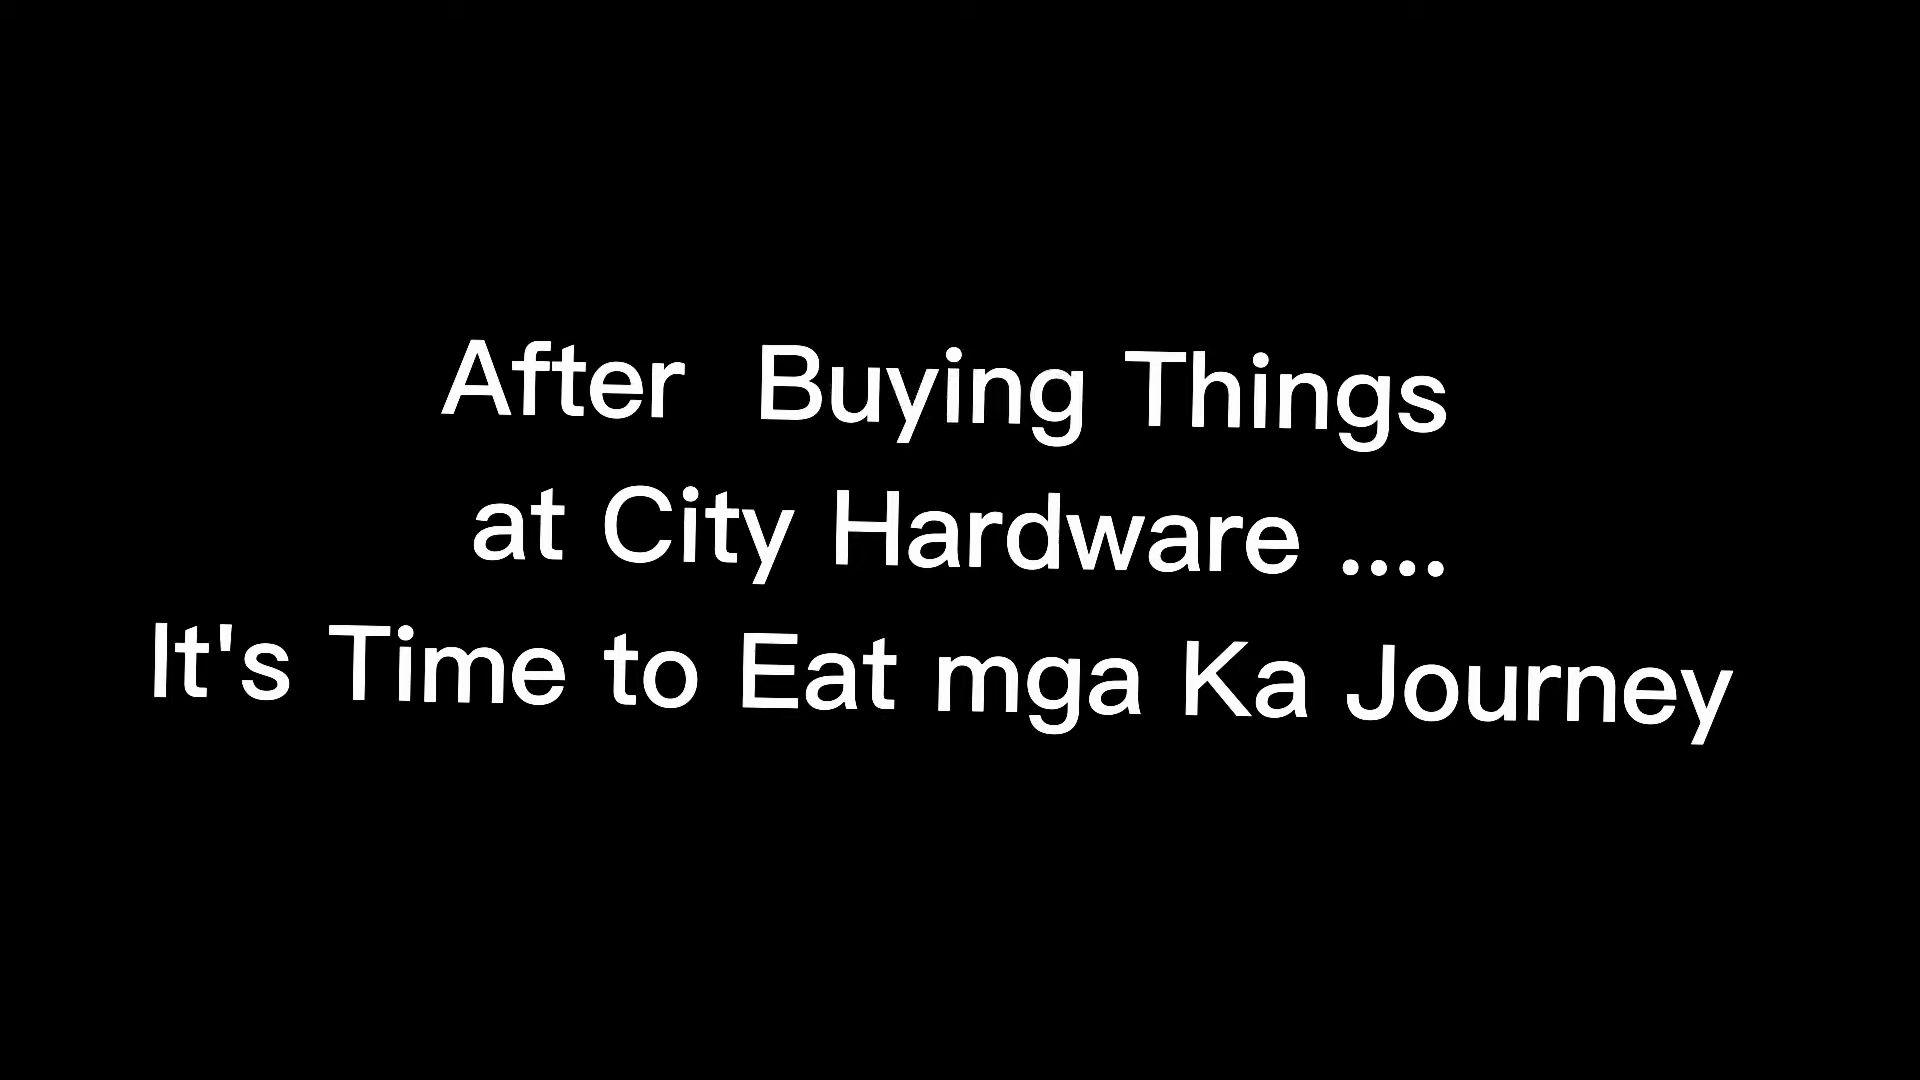 After  Buying Things
at City Hardware ....
It's Time to Eat mga Ka Journey